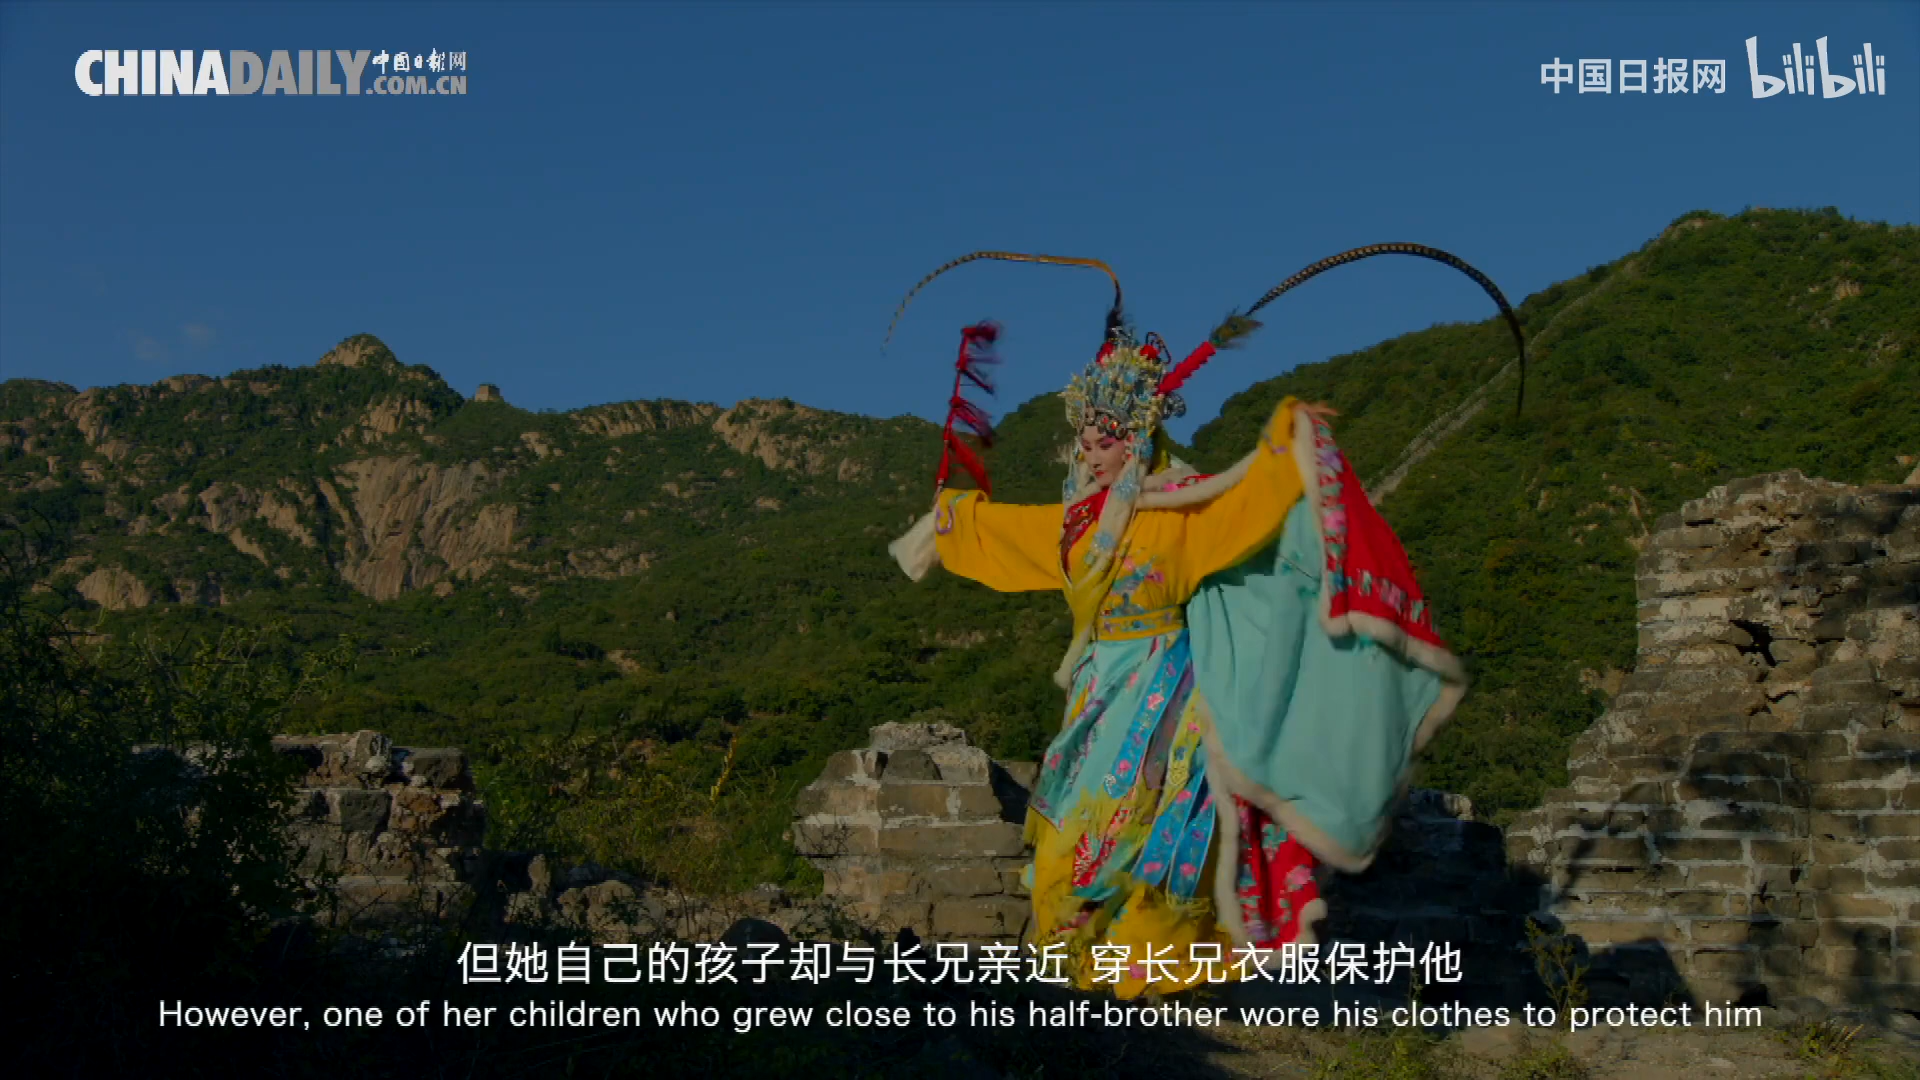 CHINADAILY 中国日报网
.COM.CN
中国日报网 bilibili
但她自己的孩子却与长兄亲近 穿长兄衣服保护他
However, one of her children who grew close to his half-brother wore his clothes to protect him